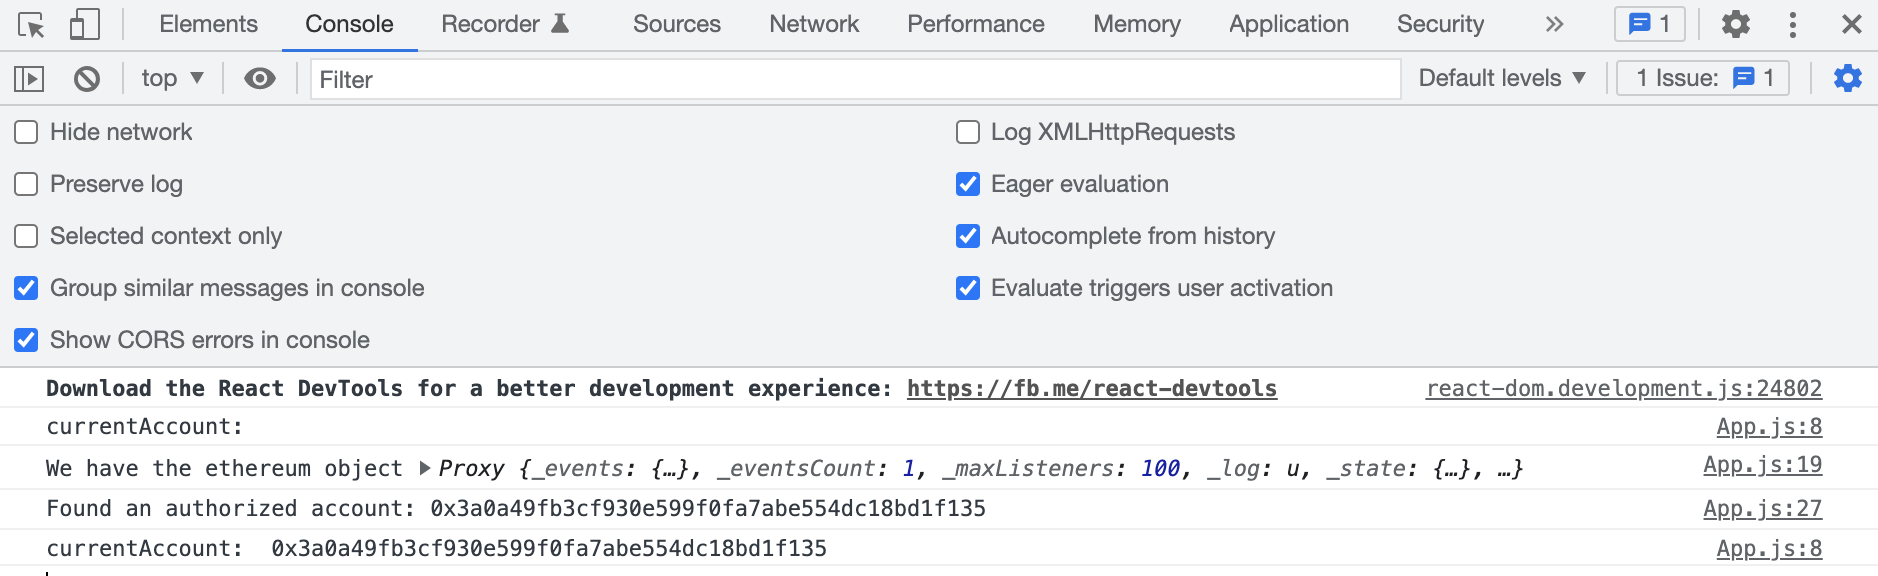 Elements Console Recorder Sources Network Performance Memory Application Security 1
top Filter Default levels 1 Issue: 1
Hide network Log XMLHttpRequests
Preserve log Eager evaluation
Selected context only Autocomplete from history
Group similar messages in console Evaluate triggers user activation
Show CORS errors in console
Download the React DevTools for a better development experience: https://fb.me/react-devtools react-dom.development.js:24802
currentAccount: App.js:8
We have the ethereum object Proxy {_events: {…}, _eventsCount: 1, _maxListeners: 100, _log: u, _state: {…}, …} App.js:19
Found an authorized account: 0x3a0a49fb3cf930e599f0fa7abe554dc18bd1f135 App.js:27
currentAccount: 0x3a0a49fb3cf930e599f0fa7abe554dc18bd1f135 App.js:8